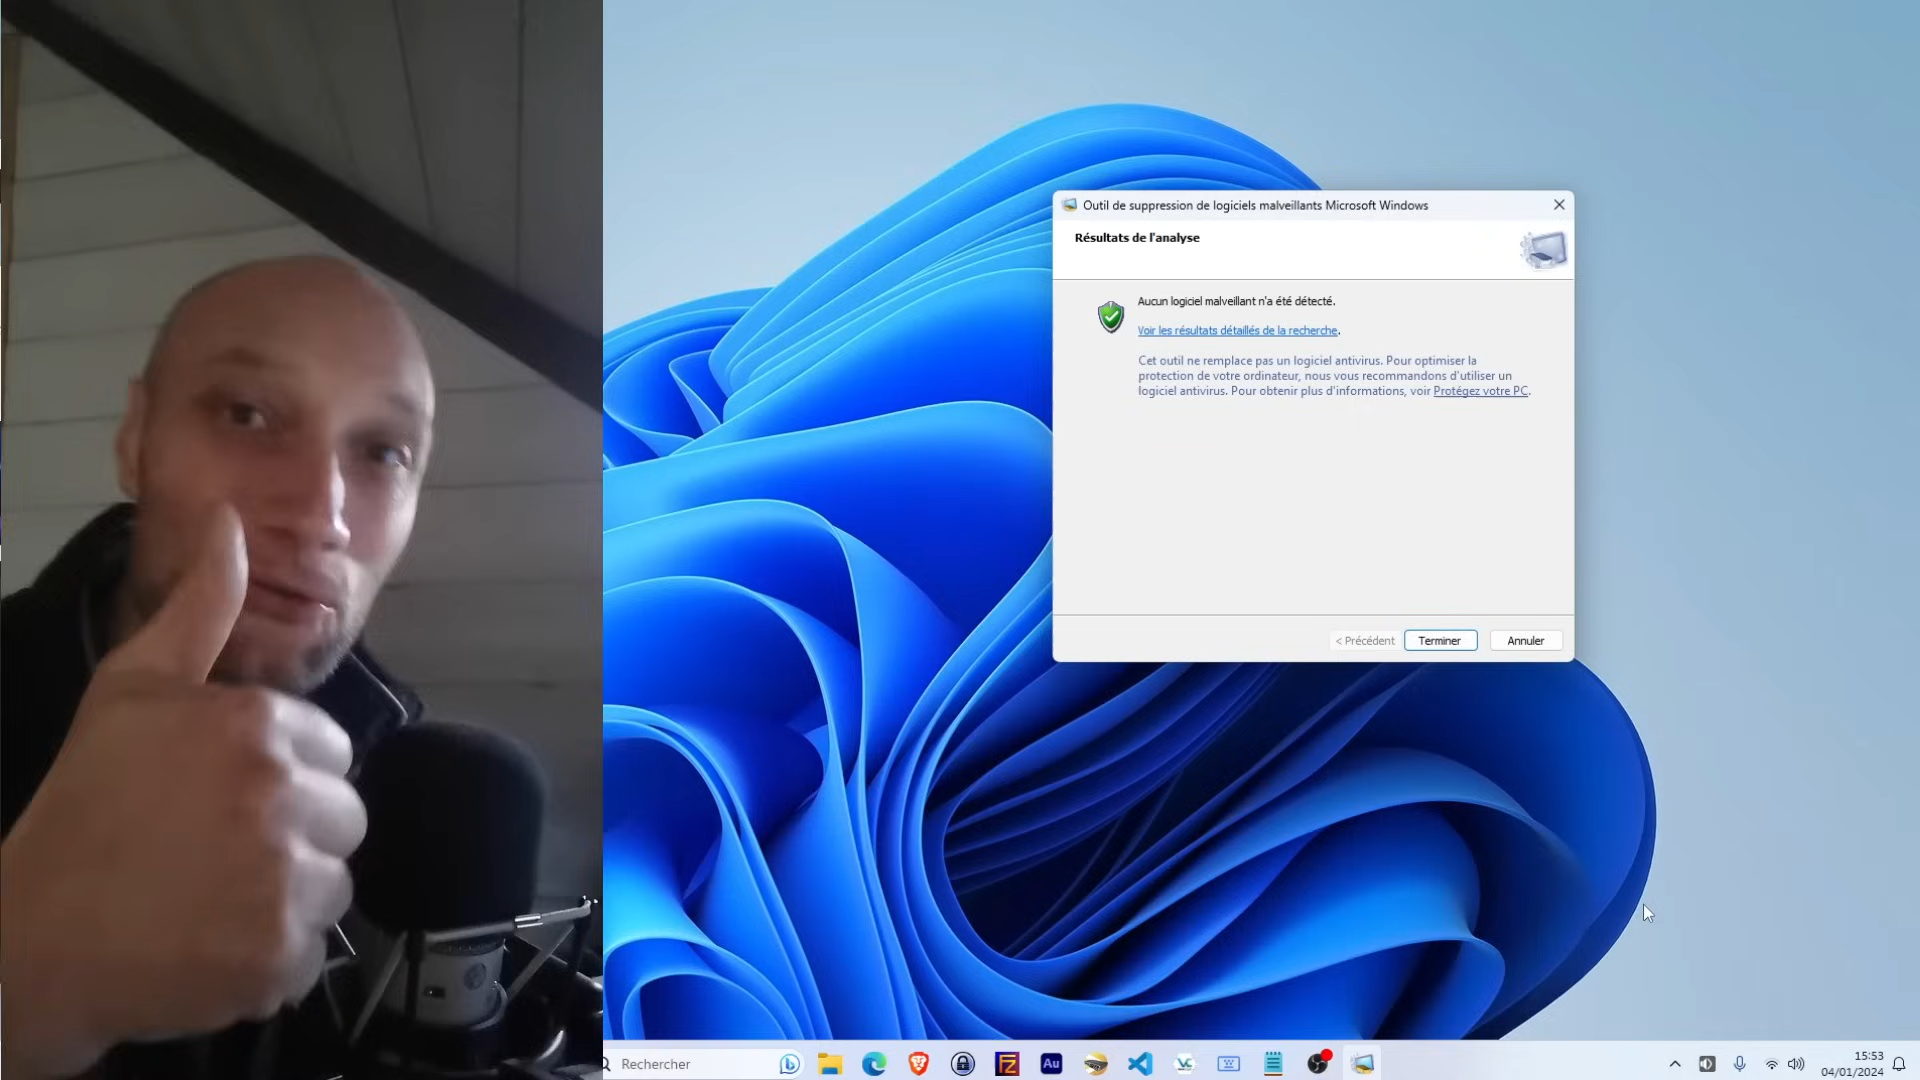 Outil de suppression de logiciels malveillants Microsoft Windows
Résultats de l'analyse
Aucun logiciel malveillant n'a été détecté.
Voir les résultats détaillés de la recherche.
Cet outil ne remplace pas un logiciel antivirus. Pour optimiser la
protection de votre ordinateur, nous vous recommandons d'utiliser un
logiciel antivirus. Pour obtenir plus d'informations, voir Protégez votre PC.
< Précédent Terminer Annuler
Rechercher
Au
15:53
04/01/2024